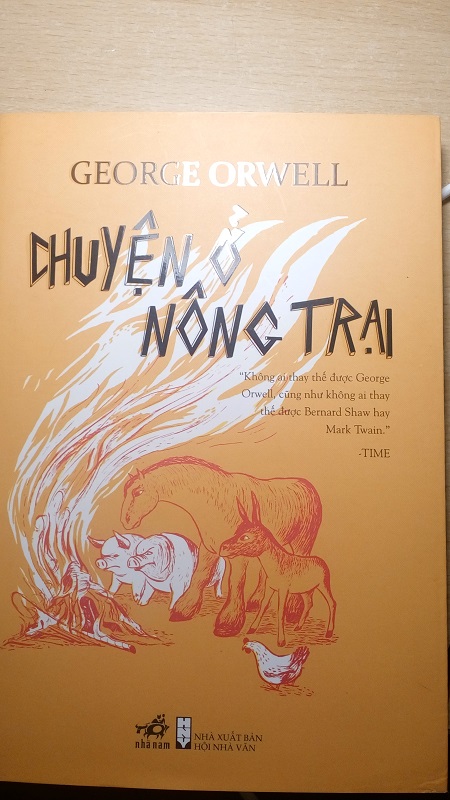 GEORGE ORWELL
CHUYỆN Ở
NÔNG TRẠI
“Không ai thay thế được George
Orwell, cũng như không ai thay
thế được Bernard Shaw hay
Mark Twain.”
-TIME
nhã nam
NHÀ XUẤT BẢN
HỘI NHÀ VĂN